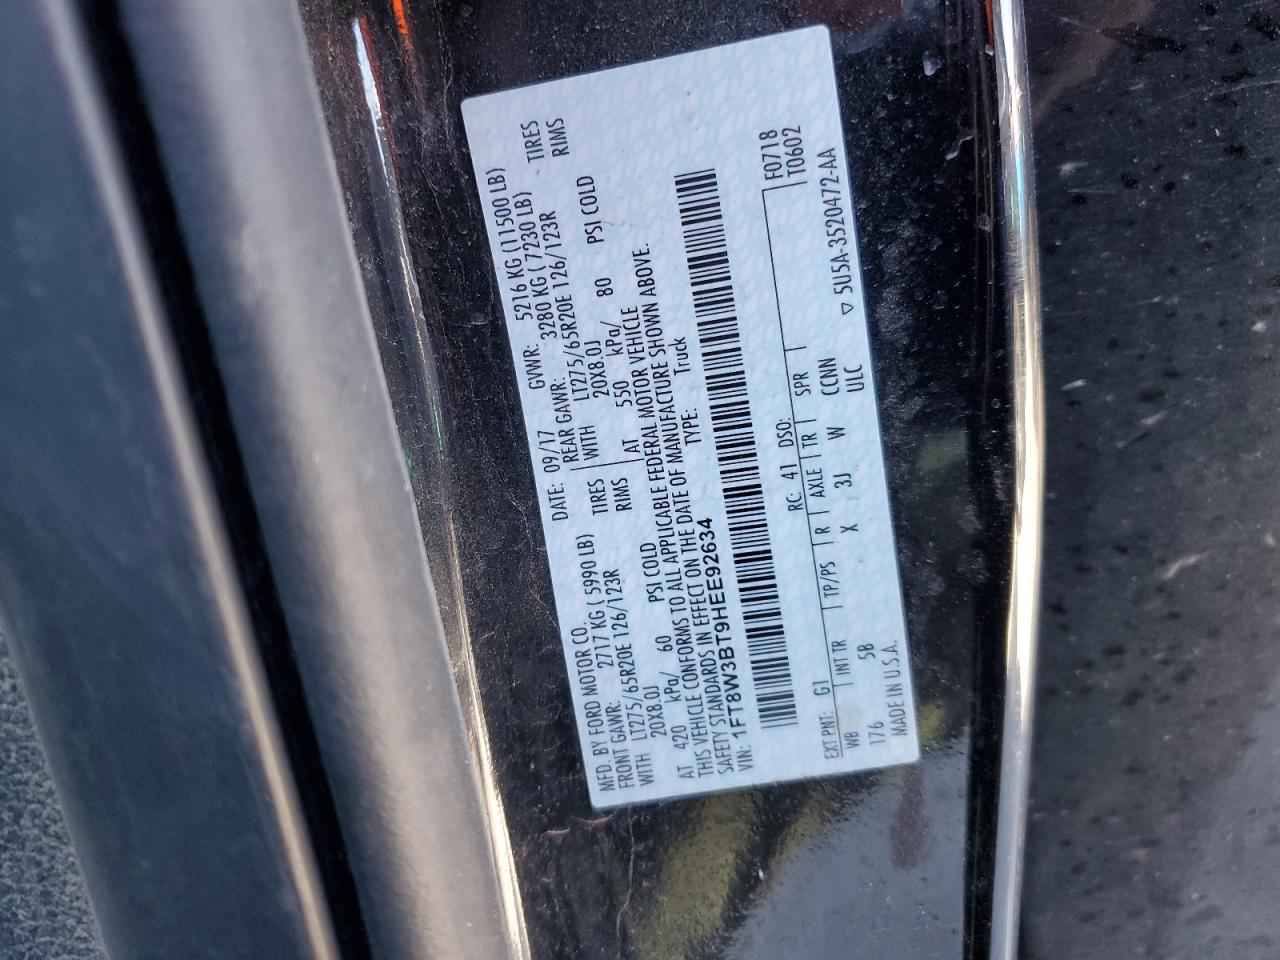 MFD. BY FORD MOTOR CO.
DATE: 09/17 GVWR: 5216 KG (11500 LB)
FRONT GAWR: 2717 KG ( 5990 LB)
REAR GAWR: 3280 KG ( 7230 LB)
WITH LT275/65R20E 126/123R TIRES
WITH LT275/65R20E 126/123R TIRES
20X8.0J RIMS
20X8.0J RIMS
AT 420 kPa/ 60 PSI COLD
AT 550 kPa/ 80 PSI COLD
THIS VEHICLE CONFORMS TO ALL APPLICABLE FEDERAL MOTOR VEHICLE
SAFETY STANDARDS IN EFFECT ON THE DATE OF MANUFACTURE SHOWN ABOVE.
VIN: 1FT8W3BT9HEE92634 TYPE: Truck
F0718
T0602
EXT PNT: G1 RC: 41 DSO:
WB INT TR TP/PS R AXLE TR SPR
176 5B X 3J W CCNN
ULC
MADE IN U.S.A. ▽ 5U5A-3520472-AA